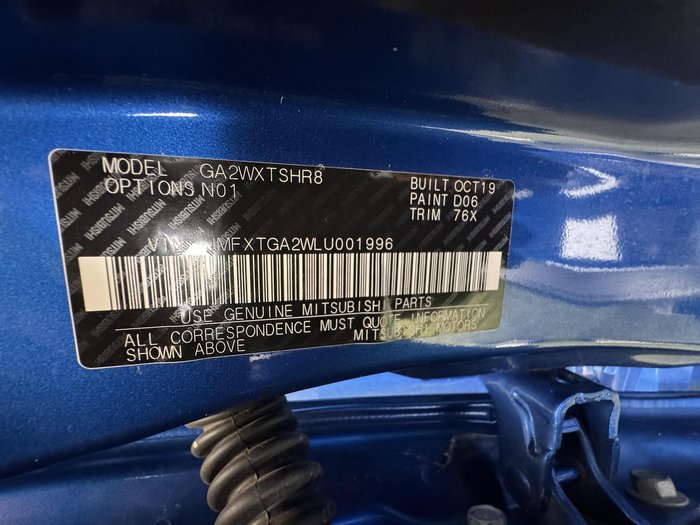 MODEL GA2WXTSHR8
OPTIONS N01
BUILT OCT19
PAINT D06
TRIM 76X
JMFXTGA2WLU001996
USE GENUINE MITSUBISHI PARTS
ALL CORRESPONDENCE MUST QUOTE INFORMATION
SHOWN ABOVE MITSUBISHI MOTORS